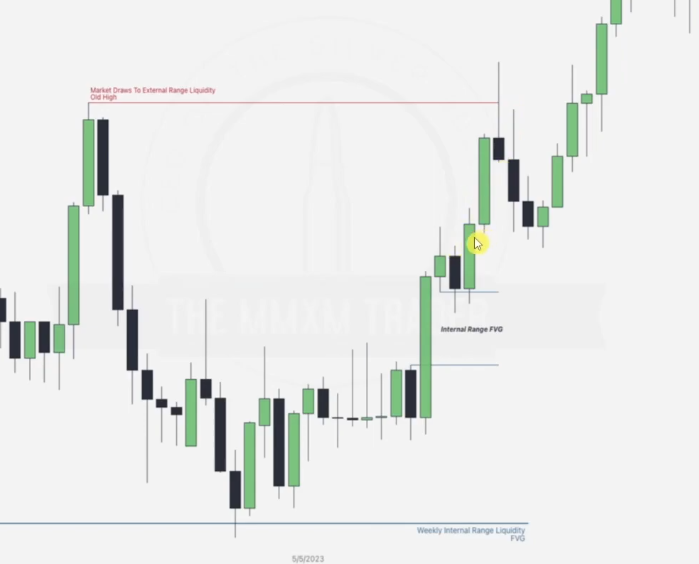 Market Draws To External Range Liquidity
Old High
THE MMXM TRADER
Internal Range FVG
Weekly Internal Range Liquidity
FVG
5/5/2023